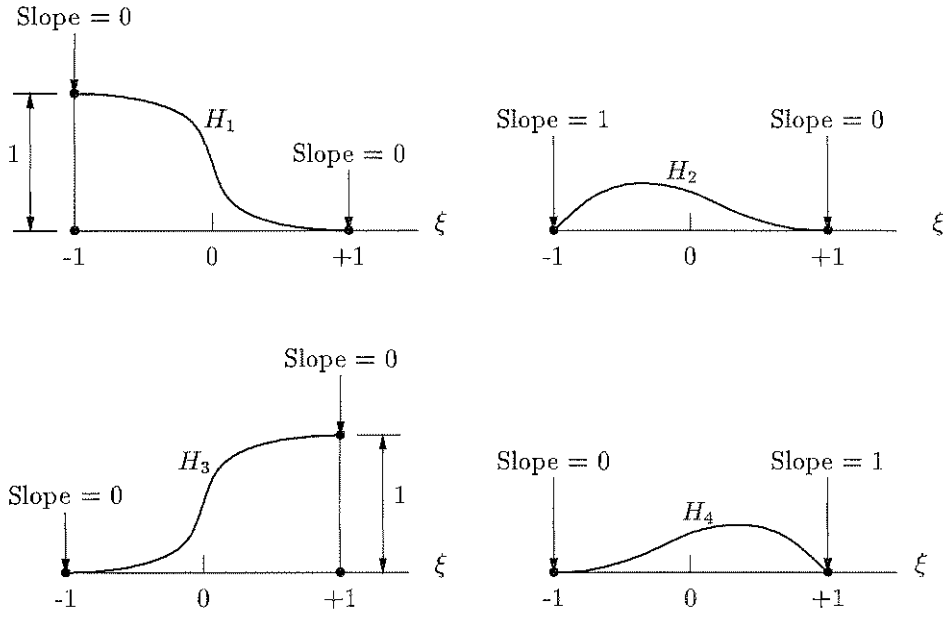 Slope = 0
H₁
1
Slope = 0
ξ
-1 0 +1
Slope = 1
Slope = 0
H₂
ξ
-1 0 +1
Slope = 0
H₃
1
Slope = 0
ξ
-1 0 +1
Slope = 0
Slope = 1
H₄
ξ
-1 0 +1